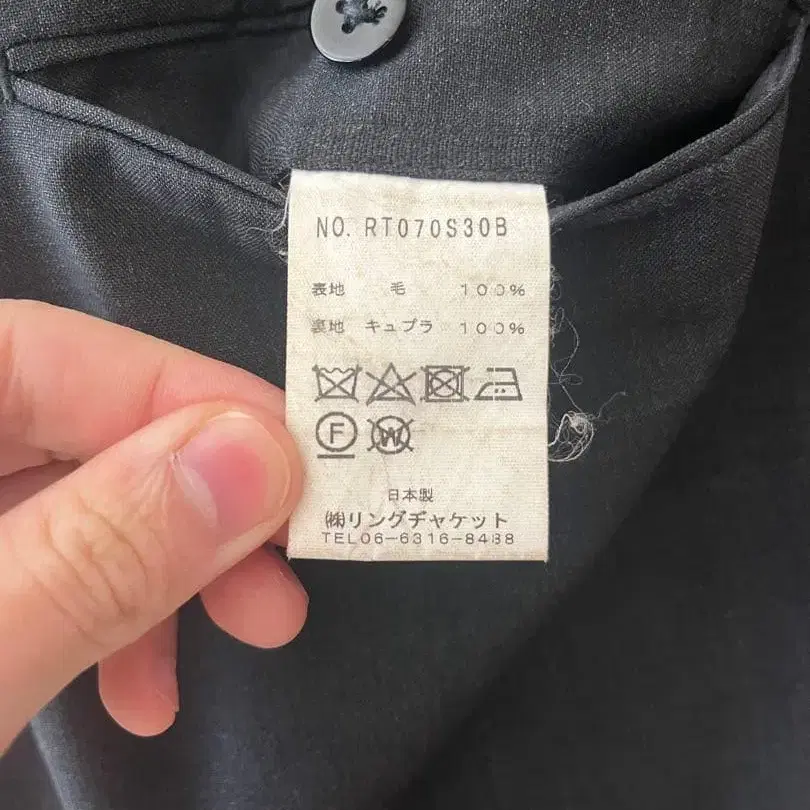 NO. RT070S30B
表地 毛 100%
裏地 キュプラ 100%
F W
日本製
㈱リングヂャケット
TEL06-6316-8488